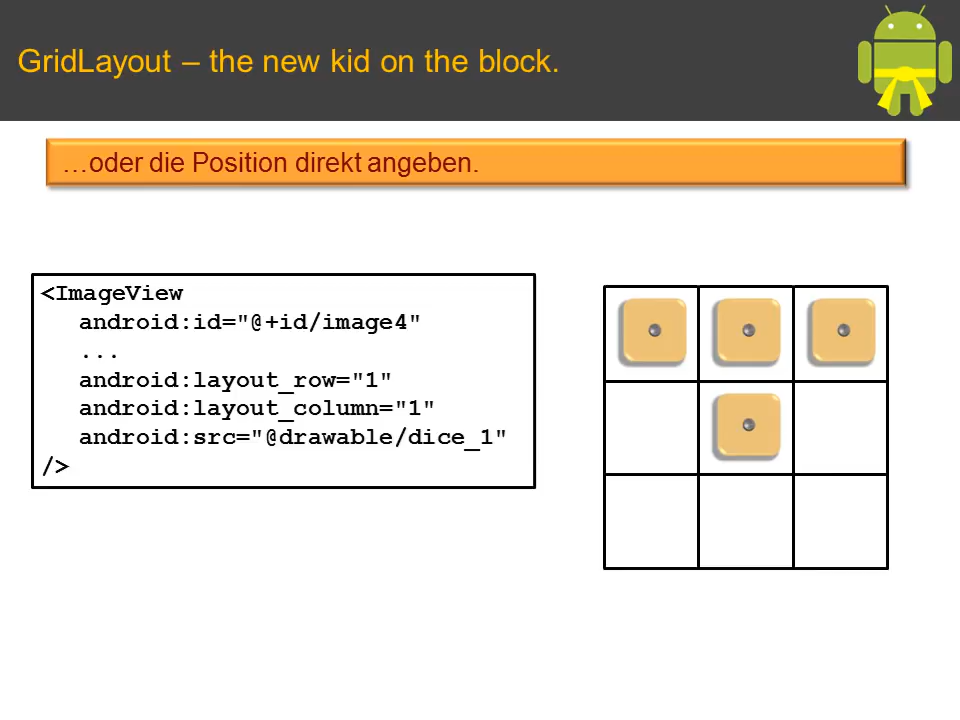 GridLayout – the new kid on the block.
…oder die Position direkt angeben.
<ImageView
android:id="@+id/image4"
...
android:layout_row="1"
android:layout_column="1"
android:src="@drawable/dice_1"
/>